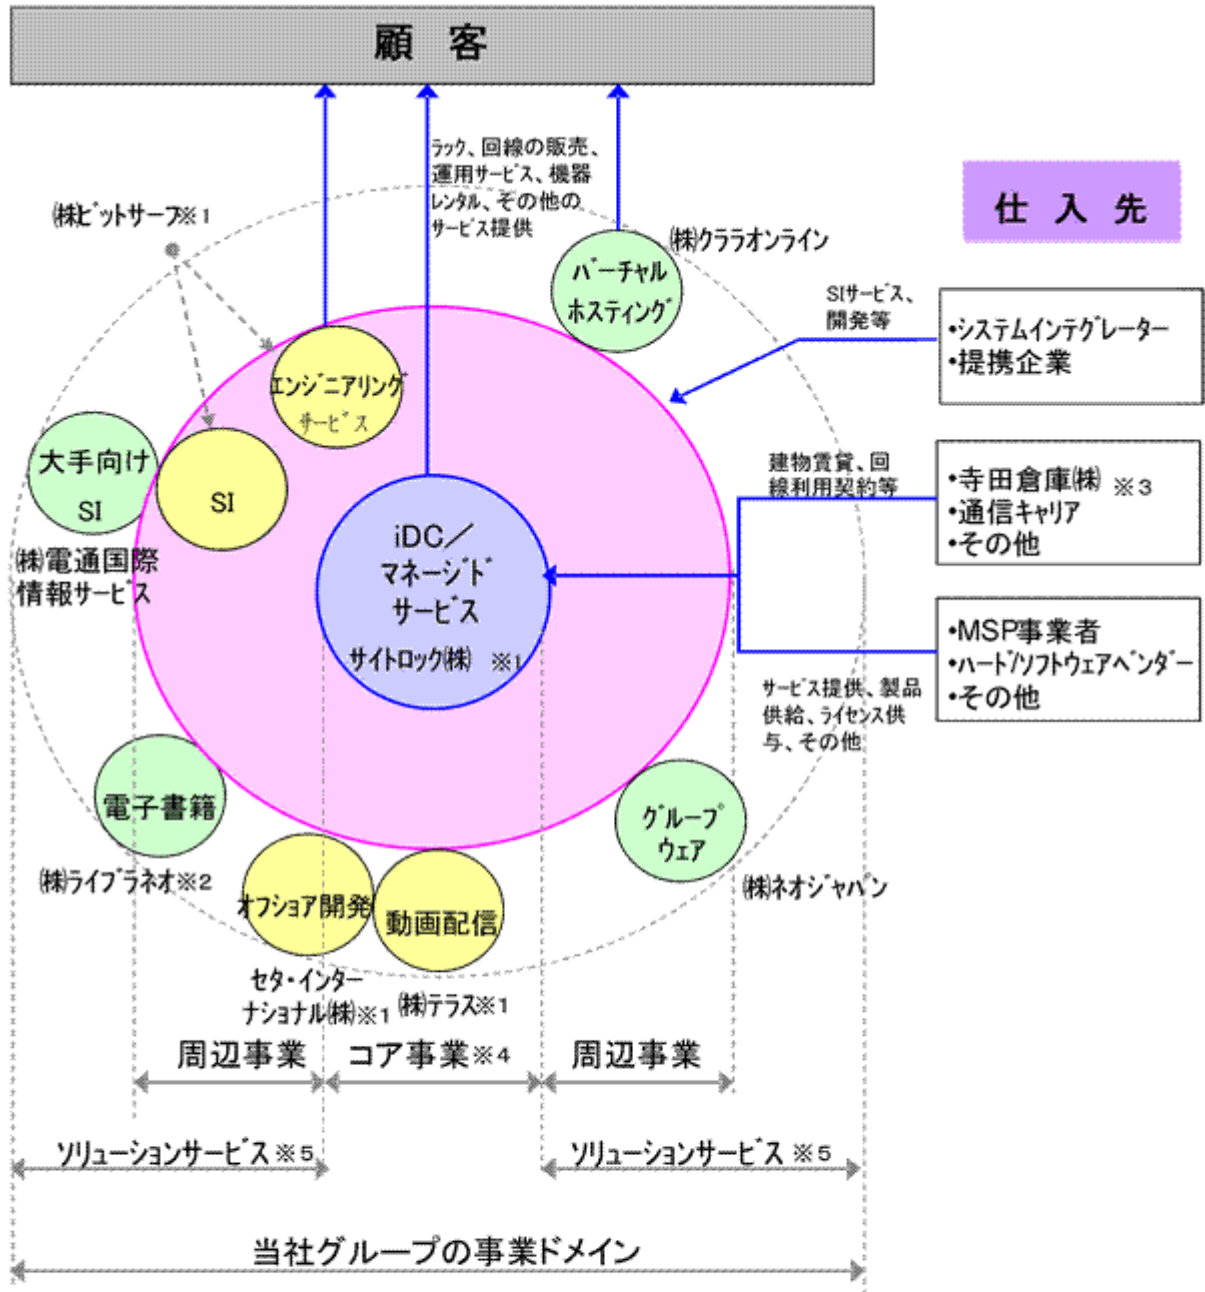 顧 客
ラック、回線の販売、
運用サービス、機器
レンタル、その他の
サービス提供
仕 入 先
㈱ビットサーフ※1
㈱クララオンライン
バーチャル
ホスティング
SIサービス、
開発等
・システムインテグレーター
・提携企業
エンジニアリング
サービス
大手向け
SI
SI
建物賃貸、回
線利用契約等
・寺田倉庫㈱ ※3
・通信キャリア
・その他
㈱電通国際
情報サービス
iDC／
マネージド
サービス
サイトロック㈱ ※1
・MSP事業者
・ハード/ソフトウェアベンダー
・その他
サービス提供、製品
供給、ライセンス供
与、その他
電子書籍
グループ
ウェア
㈱ライブラネオ※2
㈱ネオジャパン
オフショア開発
動画配信
セタ・インター
ナショナル㈱※1
㈱テラス※1
周辺事業
コア事業※4
周辺事業
ソリューションサービス※5
ソリューションサービス※5
当社グループの事業ドメイン